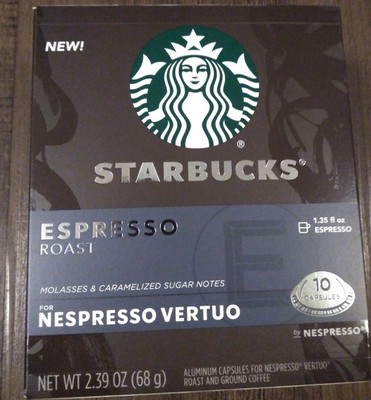 NEW!
STARBUCKS®
ESPRESSO
ROAST
1.35 fl oz
ESPRESSO
MOLASSES & CARAMELIZED SUGAR NOTES
10
CAPSULES
FOR
NESPRESSO VERTUO
by NESPRESSO®
NET WT 2.39 OZ (68 g)
ALUMINUM CAPSULES FOR NESPRESSO® VERTUO®
ROAST AND GROUND COFFEE